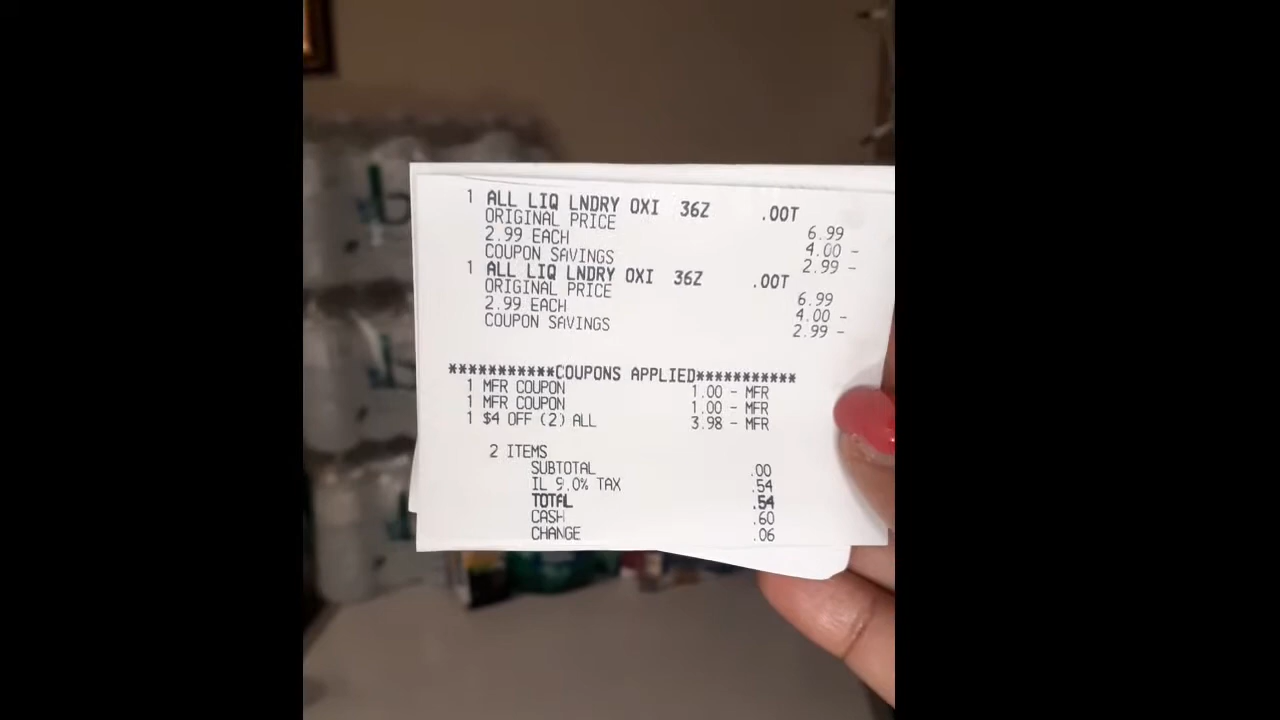 1 ALL LIQ LNDRY OXI 36Z .00T
ORIGINAL PRICE 6.99
2.99 EACH 4.00 -
COUPON SAVINGS 2.99 -
1 ALL LIQ LNDRY OXI 36Z .00T
ORIGINAL PRICE 6.99
2.99 EACH 4.00 -
COUPON SAVINGS 2.99 -
***********COUPONS APPLIED***********
1 MFR COUPON 1.00 - MFR
1 MFR COUPON 1.00 - MFR
1 $4 OFF (2) ALL 3.98 - MFR
2 ITEMS
SUBTOTAL .00
IL 9.0% TAX .54
TOTAL .54
CASH .60
CHANGE .06